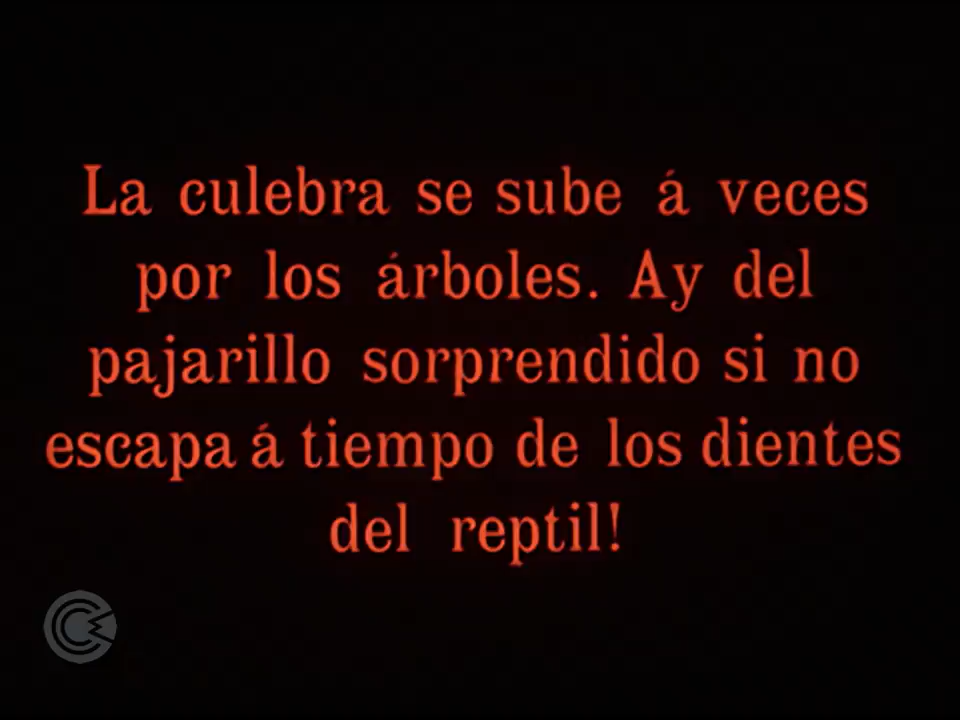 La culebra se sube á veces
por los árboles. Ay del
pajarillo sorprendido si no
escapa á tiempo de los dientes
del reptil!